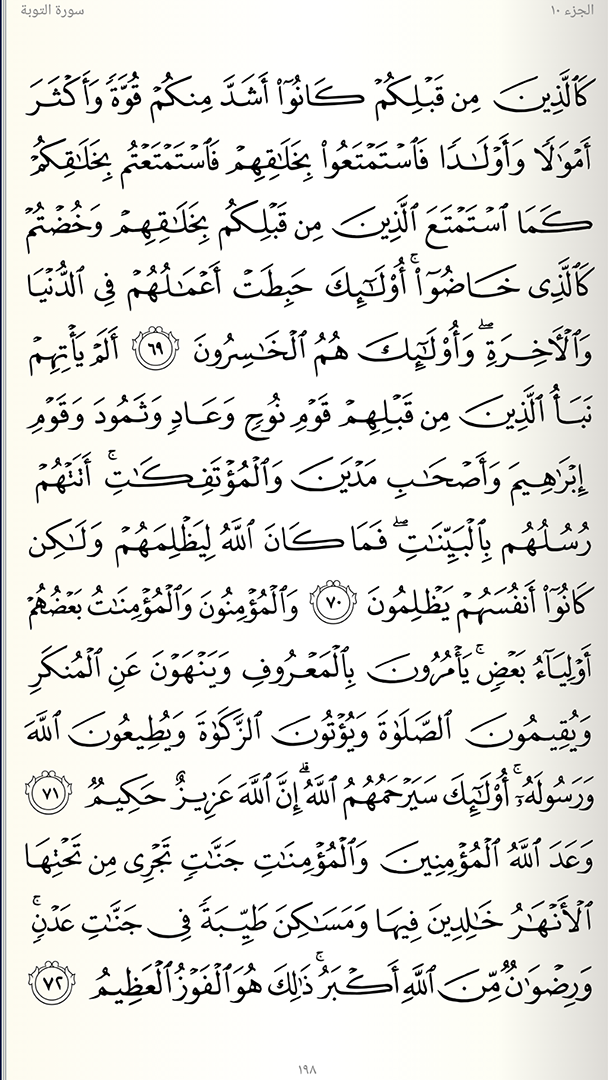 الجزء ١٠
سورة التوبة
كَٱلَّذِينَ مِن قَبۡلِكُمۡ كَانُوٓاْ أَشَدَّ مِنكُمۡ قُوَّةٗ وَأَكۡثَرَ
أَمۡوَٰلٗا وَأَوۡلَٰدٗا فَٱسۡتَمۡتَعُواْ بِخَلَٰقِهِمۡ فَٱسۡتَمۡتَعۡتُم بِخَلَٰقِكُمۡ
كَمَا ٱسۡتَمۡتَعَ ٱلَّذِينَ مِن قَبۡلِكُم بِخَلَٰقِهِمۡ وَخُضۡتُمۡ
كَٱلَّذِي خَاضُوٓاْۚ أُوْلَٰٓئِكَ حَبِطَتۡ أَعۡمَٰلُهُمۡ فِي ٱلدُّنۡيَا
وَٱلۡأٓخِرَةِۖ وَأُوْلَٰٓئِكَ هُمُ ٱلۡخَٰسِرُونَ ٦٩ أَلَمۡ يَأۡتِهِمۡ
نَبَأُ ٱلَّذِينَ مِن قَبۡلِهِمۡ قَوۡمِ نُوحٖ وَعَادٖ وَثَمُودَ وَقَوۡمِ
إِبۡرَٰهِيمَ وَأَصۡحَٰبِ مَدۡيَنَ وَٱلۡمُؤۡتَفِكَٰتِۚ أَتَتۡهُمۡ
رُسُلُهُم بِٱلۡبَيِّنَٰتِۖ فَمَا كَانَ ٱللَّهُ لِيَظۡلِمَهُمۡ وَلَٰكِن
كَانُوٓاْ أَنفُسَهُمۡ يَظۡلِمُونَ ٧٠ وَٱلۡمُؤۡمِنُونَ وَٱلۡمُؤۡمِنَٰتُ بَعۡضُهُمۡ
أَوۡلِيَآءُ بَعۡضٖۚ يَأۡمُرُونَ بِٱلۡمَعۡرُوفِ وَيَنۡهَوۡنَ عَنِ ٱلۡمُنكَرِ
وَيُقِيمُونَ ٱلصَّلَوٰةَ وَيُؤۡتُونَ ٱلزَّكَوٰةَ وَيُطِيعُونَ ٱللَّهَ
وَرَسُولَهُۥٓۚ أُوْلَٰٓئِكَ سَيَرۡحَمُهُمُ ٱللَّهُۗ إِنَّ ٱللَّهَ عَزِيزٌ حَكِيمٞ ٧١
وَعَدَ ٱللَّهُ ٱلۡمُؤۡمِنِينَ وَٱلۡمُؤۡمِنَٰتِ جَنَّٰتٖ تَجۡرِي مِن تَحۡتِهَا
ٱلۡأَنۡهَٰرُ خَٰلِدِينَ فِيهَا وَمَسَٰكِنَ طَيِّبَةٗ فِي جَنَّٰتِ عَدۡنٖۚ
وَرِضۡوَٰنٞ مِّنَ ٱللَّهِ أَكۡبَرُۚ ذَٰلِكَ هُوَ ٱلۡفَوۡزُ ٱلۡعَظِيمُ ٧٢
١٩٨